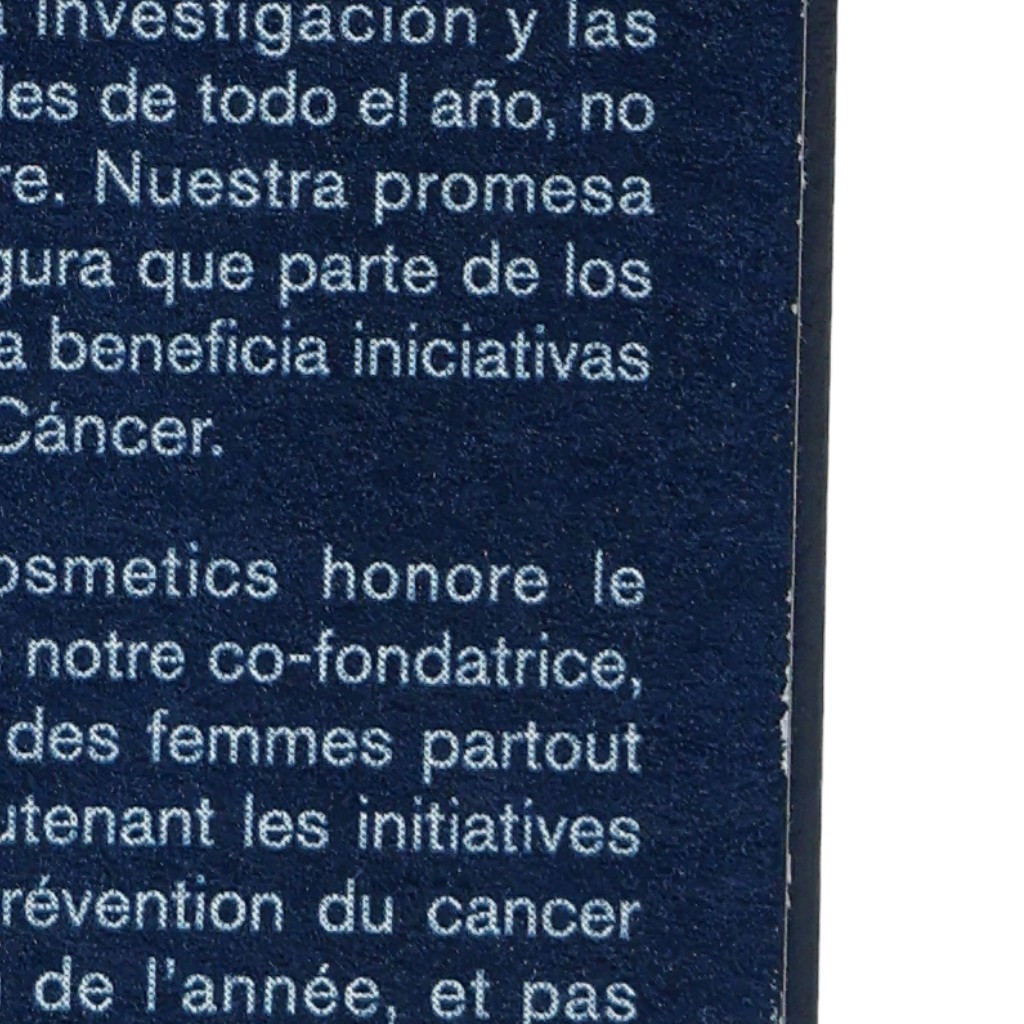 investigación y las
les de todo el año, no
re. Nuestra promesa
gura que parte de los
a beneficia iniciativas
Cáncer.
osmetics honore le
notre co-fondatrice,
des femmes partout
utenant les initiatives
révention du cancer
de l'année, et pas